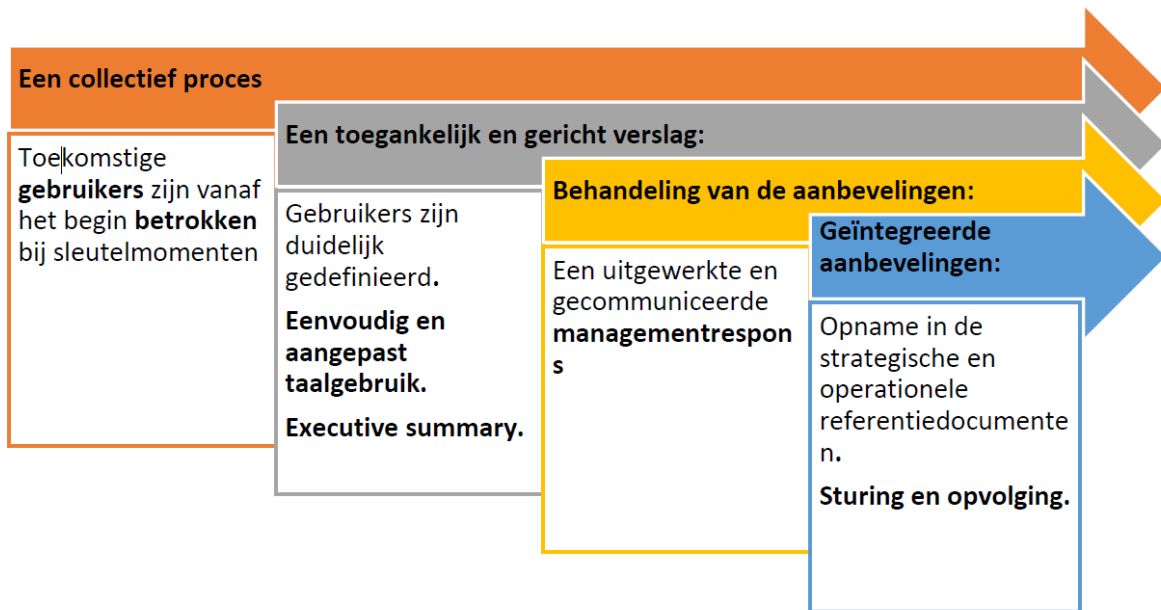 Een collectief proces
Toekomstige
gebruikers zijn vanaf
het begin betrokken
bij sleutelmomenten
Een toegankelijk en gericht verslag:
Gebruikers zijn
duidelijk
gedefinieerd.
Eenvoudig en
aangepast
taalgebruik.
Executive summary.
Behandeling van de aanbevelingen:
Een uitgewerkte en
gecommuniceerde
managementrespon
s
Geïntegreerde
aanbevelingen:
Opname in de
strategische en
operationele
referentiedocumente
n.
Sturing en opvolging.